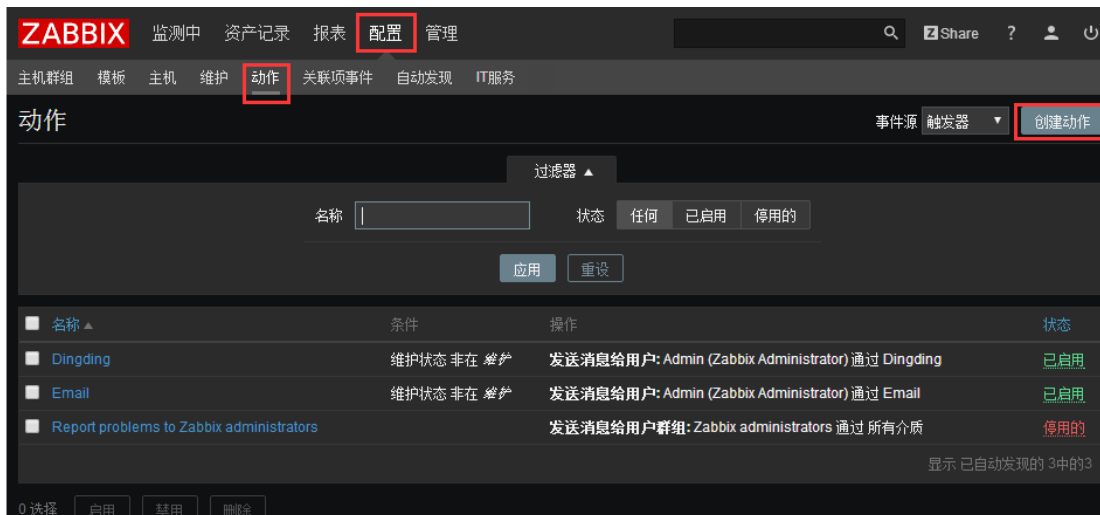 ZABBIX 监测中 资产记录 报表 配置 管理 Z Share ?
主机群组 模板 主机 维护 动作 关联项事件 自动发现 IT服务
动作 事件源 触发器 ▼ 创建动作
过滤器 ▲
名称 状态 任何 已启用 停用的
应用 重设
名称 ▲ 条件 操作 状态
Dingding 维护状态 非在 维护 发送消息给用户: Admin (Zabbix Administrator) 通过 Dingding 已启用
Email 维护状态 非在 维护 发送消息给用户: Admin (Zabbix Administrator) 通过 Email 已启用
Report problems to Zabbix administrators 发送消息给用户群组: Zabbix administrators 通过 所有介质 停用的
显示 已自动发现的 3中的3
0 选择 启用 禁用 删除